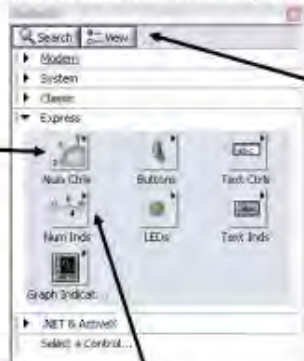 Search View
Modern
System
Classic
Express
Num Ctrls Buttons Text Ctrls
Num Inds LEDs Text Inds
Graph Indicat...
.NET & ActiveX
Select a Control...